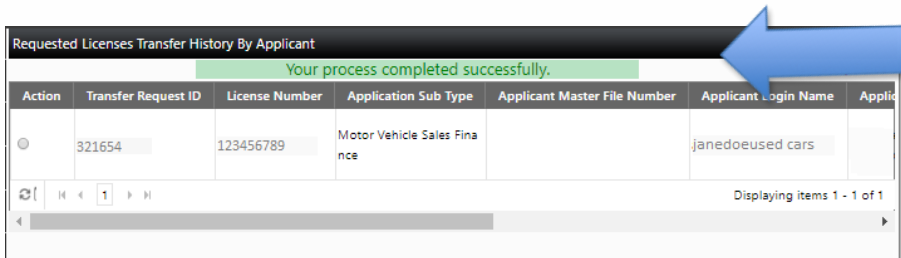 Requested Licenses Transfer History By Applicant
Your process completed successfully.
Action Transfer Request ID License Number Application Sub Type Applicant Master File Number Applicant Login Name Applic
321654 123456789 Motor Vehicle Sales Fina janedoeused cars
nce
1 Displaying items 1 - 1 of 1